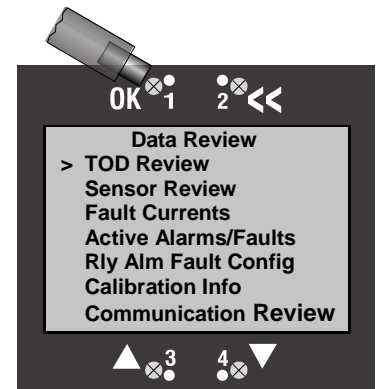 OK 1 2 <<
Data Review
> TOD Review
Sensor Review
Fault Currents
Active Alarms/Faults
Rly Alm Fault Config
Calibration Info
Communication Review
3 4